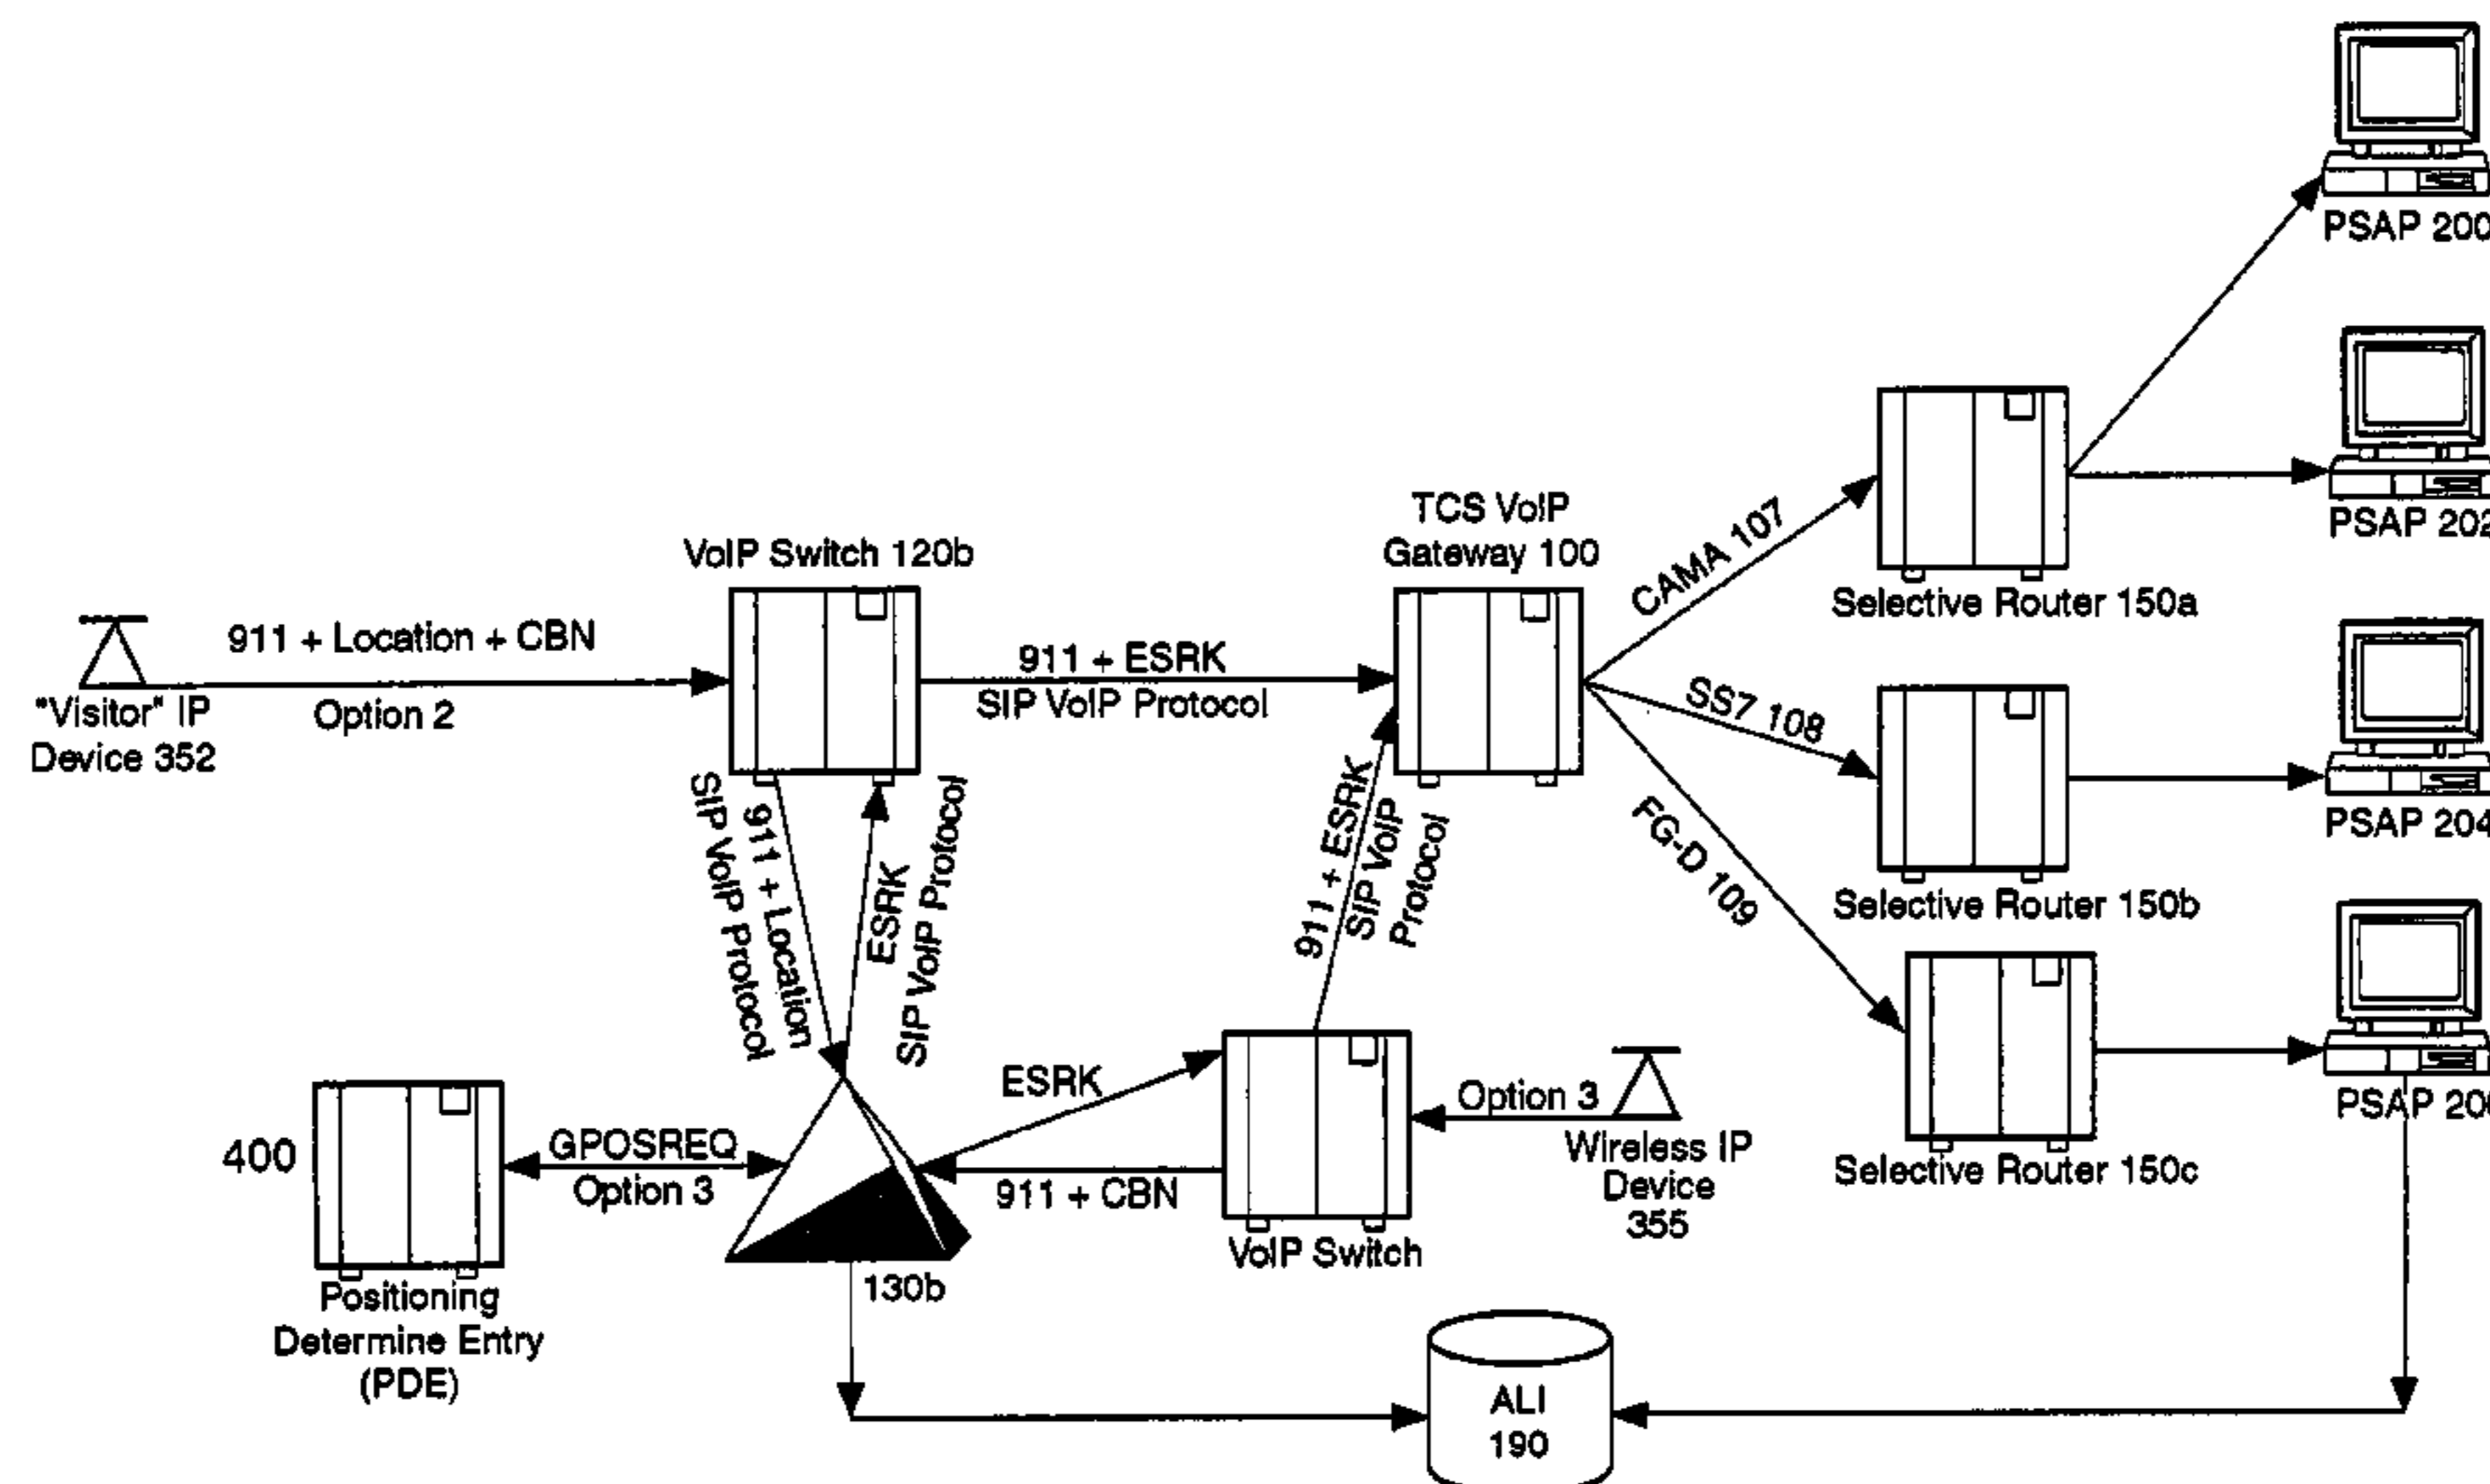 PSAP 200
PSAP 202
TCS VoIP
Gateway 100
CAMA 107
Selective Router 150a
VoIP Switch 120b
911 + Location + CBN
Option 2
"Visitor" IP
Device 352
911 + ESRK
SIP VoIP Protocol
SS7 108
PSAP 204
FG-D 109
Selective Router 150b
SIP VoIP Protocol
911 + Location
ESRK
SIP VoIP Protocol
911 + ESRK
SIP VoIP
Protocol
ESRK
Option 3
Wireless IP
Device
355
PSAP
Selective Router 150c
400
GPOSREQ
Option 3
911 + CBN
VoIP Switch
130b
Positioning
Determine Entry
(PDE)
ALI
190